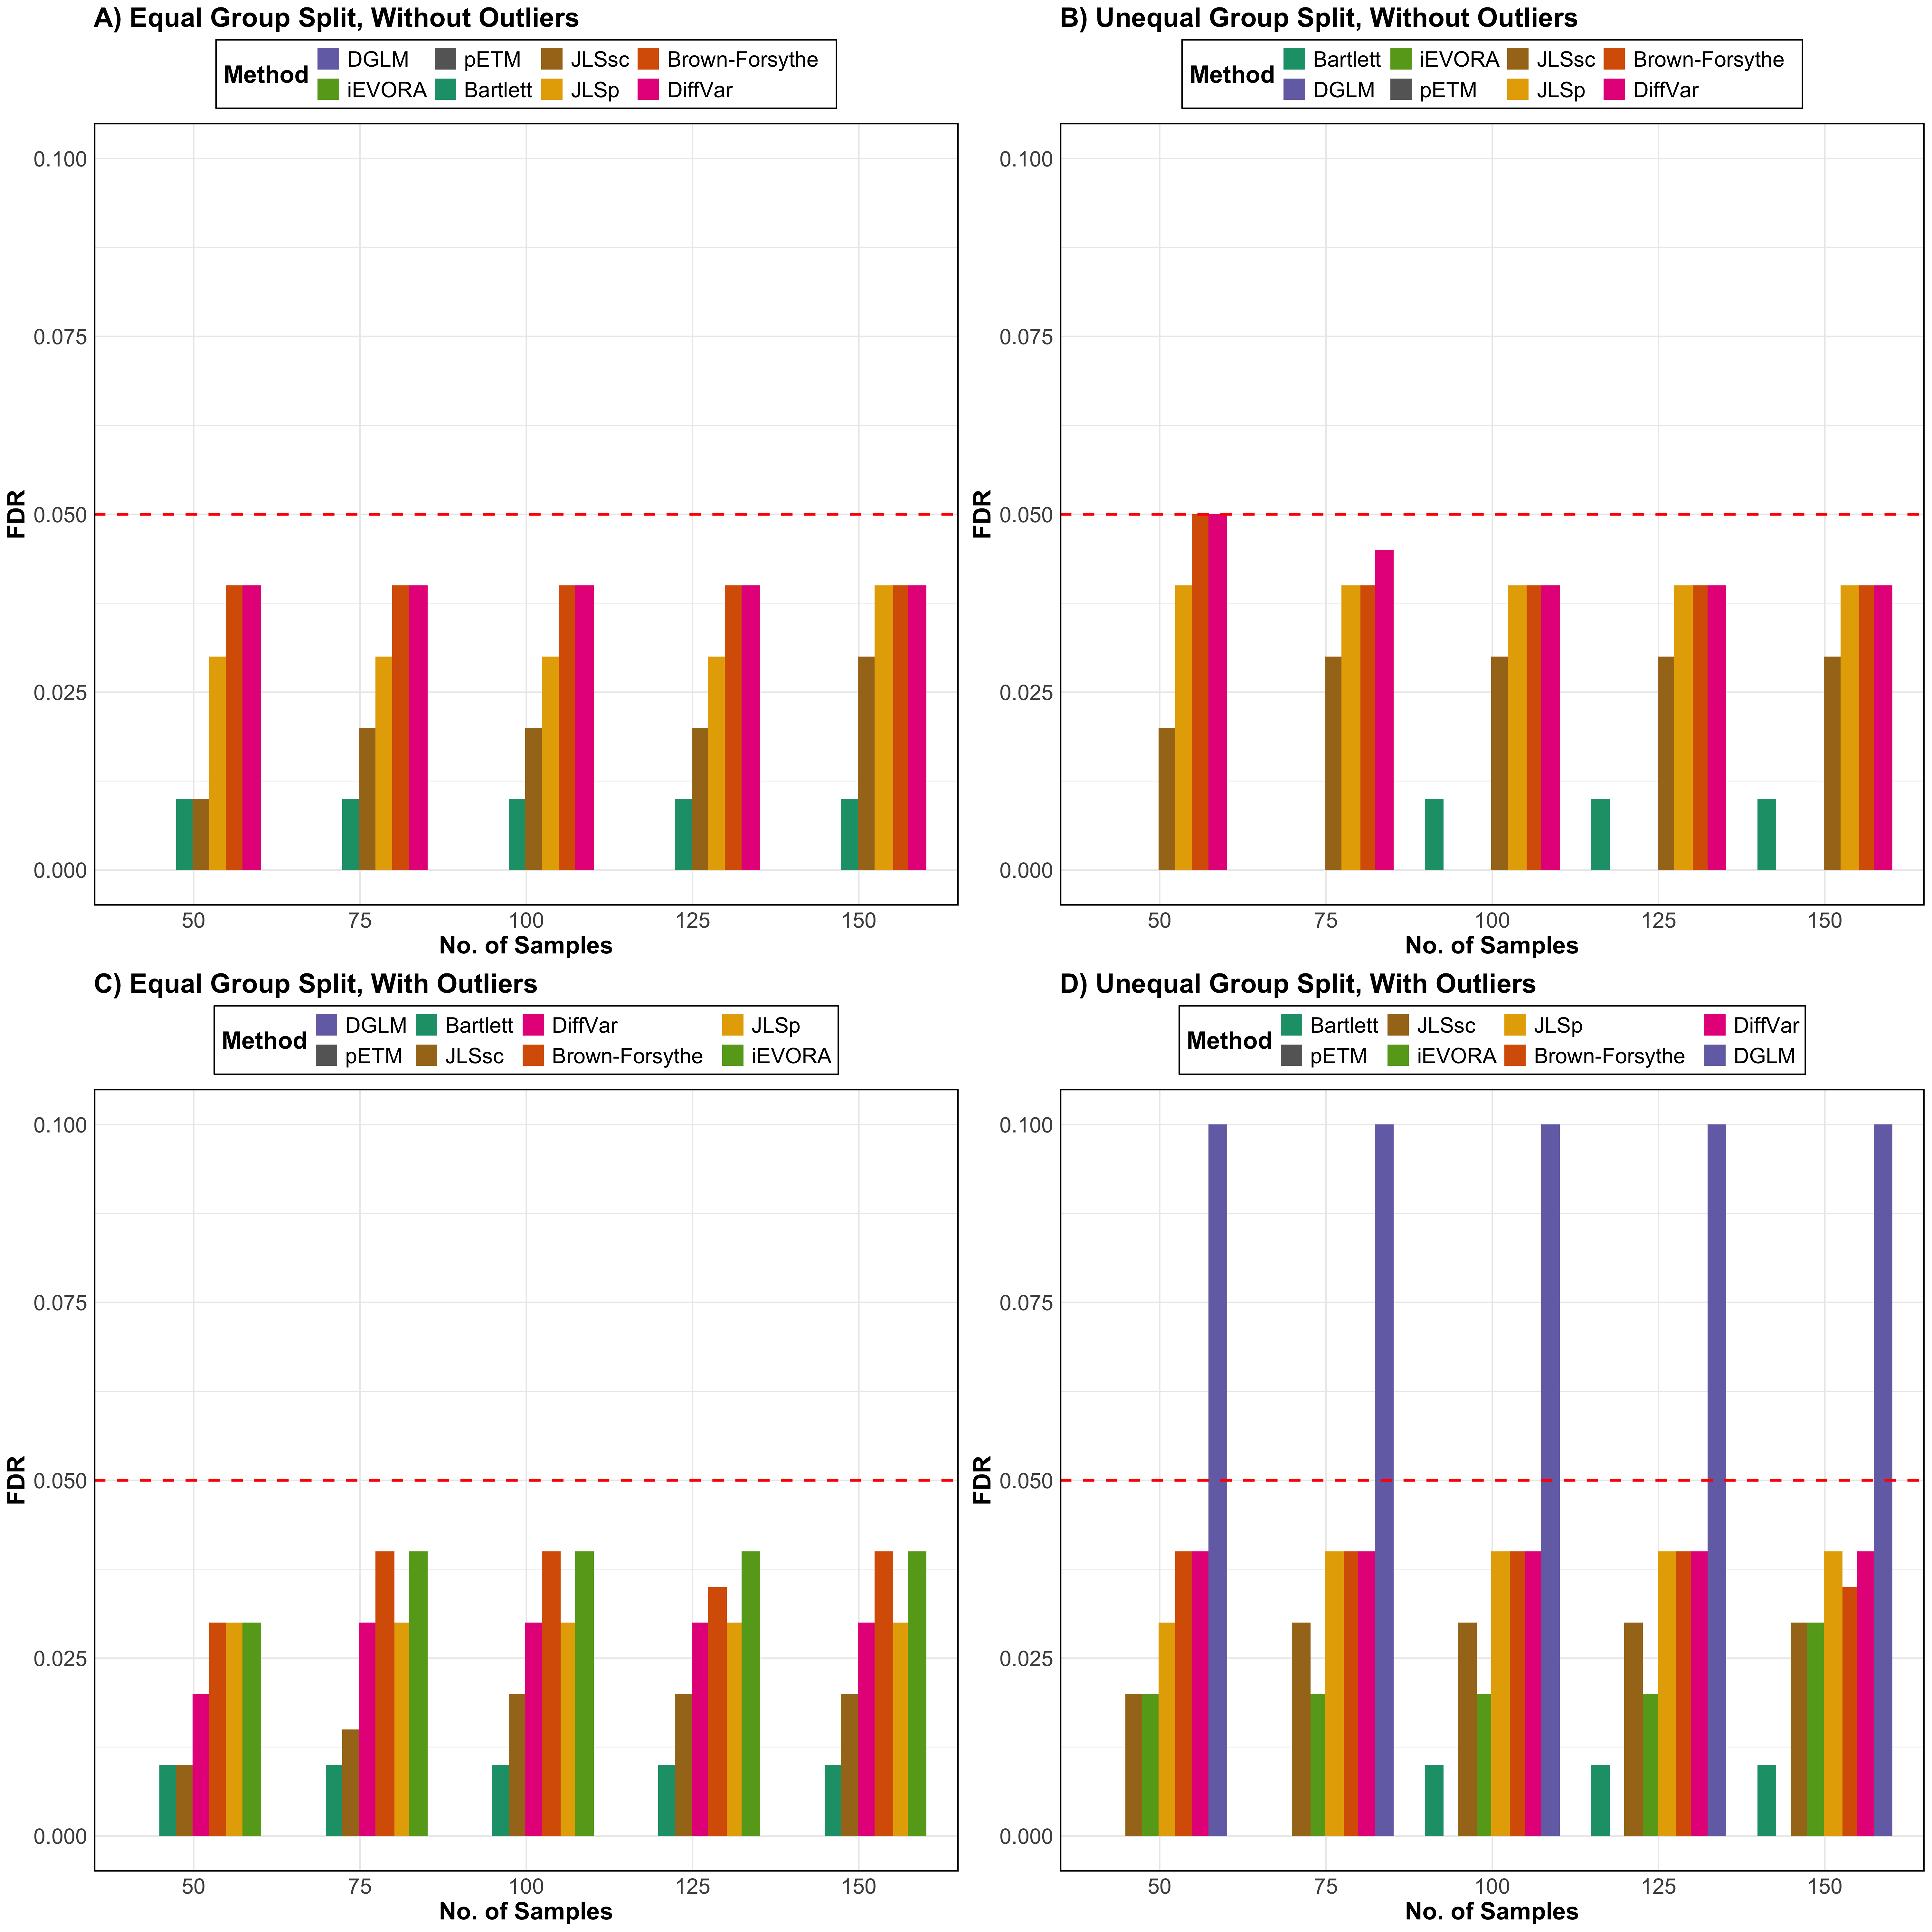 A) Equal Group Split, Without Outliers
Method
DGLM pETM JLSsc Brown-Forsythe
iEVORA Bartlett JLSp DiffVar
0.100
0.075
0.050
0.025
0.000
FDR
50 75 100 125 150
No. of Samples
B) Unequal Group Split, Without Outliers
Method
Bartlett iEVORA JLSsc Brown-Forsythe
DGLM pETM JLSp DiffVar
0.100
0.075
0.050
0.025
0.000
FDR
50 75 100 125 150
No. of Samples
C) Equal Group Split, With Outliers
Method
DGLM Bartlett DiffVar JLSp
pETM JLSsc Brown-Forsythe iEVORA
0.100
0.075
0.050
0.025
0.000
FDR
50 75 100 125 150
No. of Samples
D) Unequal Group Split, With Outliers
Method
Bartlett JLSsc JLSp DiffVar
pETM iEVORA Brown-Forsythe DGLM
0.100
0.075
0.050
0.025
0.000
FDR
50 75 100 125 150
No. of Samples